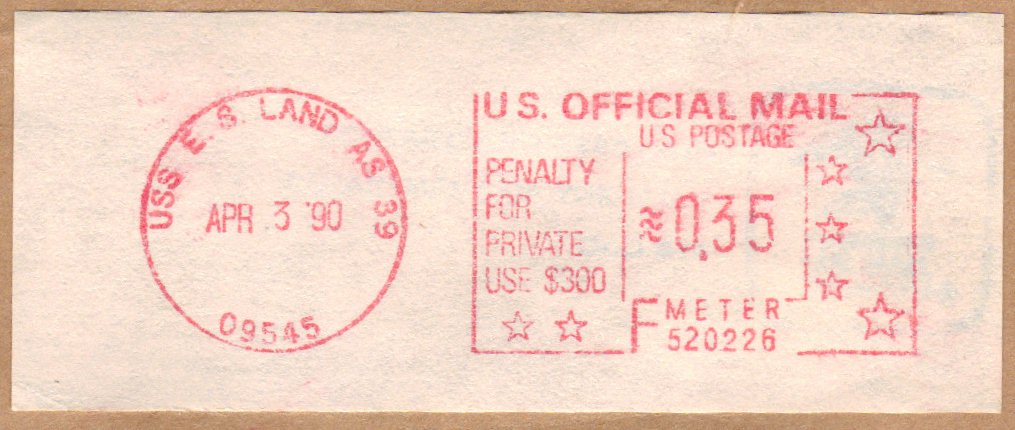 USS E. S. LAND AS 39
APR 3 '90
09545
U.S. OFFICIAL MAIL
U S POSTAGE
PENALTY
FOR
PRIVATE
USE $300
≈0.35
F METER
520226